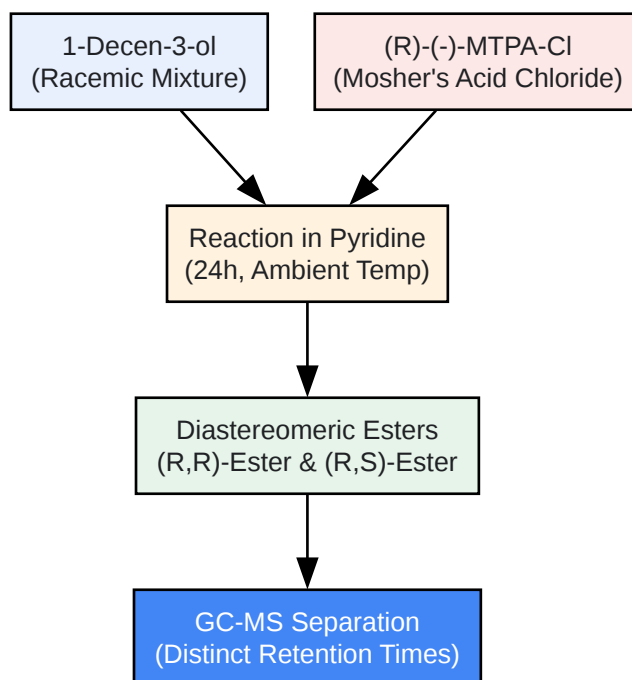 1-Decen-3-ol
(Racemic Mixture)
(R)-(-)-MTPA-Cl
(Mosher's Acid Chloride)
Reaction in Pyridine
(24h, Ambient Temp)
Diastereomeric Esters
(R,R)-Ester & (R,S)-Ester
GC-MS Separation
(Distinct Retention Times)